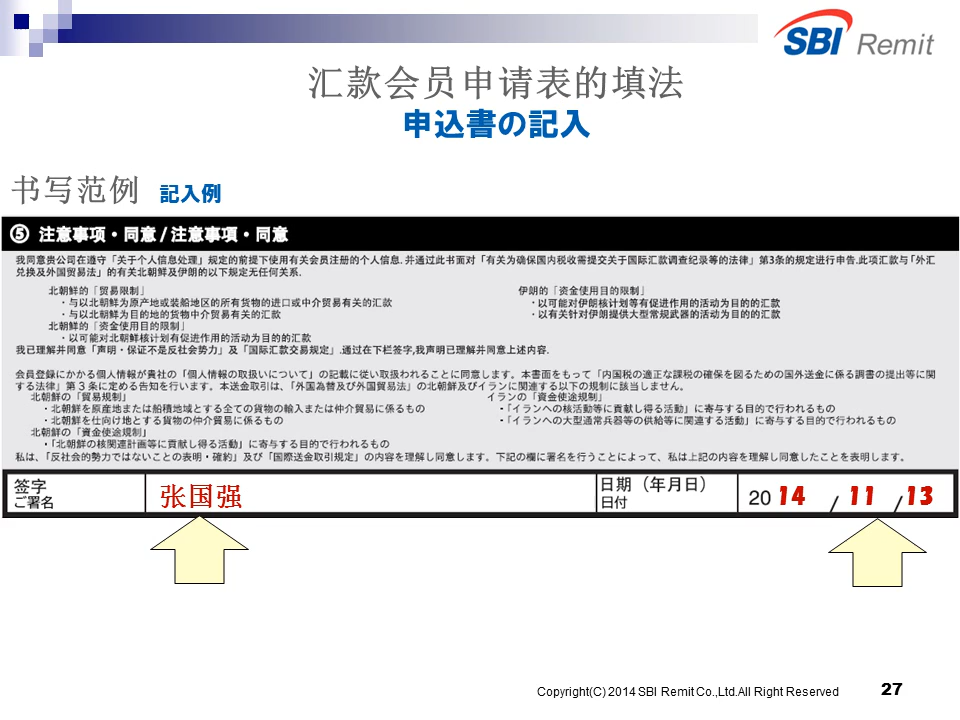 SBI Remit
汇款会员申请表的填法
申込書の記入
书写范例 記入例
⑤ 注意事项・同意 / 注意事項・同意
我同意贵公司在遵守「关于个人信息处理」规定的前提下使用有关会员注册的个人信息.并通过此书面对「有关为确保国内税收需提交关于国际汇款调查纪录等的法律」第3条的规定进行申告.此项汇款与「外汇
兑换及外国贸易法」的有关北朝鲜及伊朗的以下规定无任何关系.
北朝鲜的「贸易限制」
・与以北朝鲜为原产地或装船地区的所有货物的进口或中介贸易有关的汇款
・与以北朝鲜为目的地的货物中介贸易有关的汇款
北朝鲜的「资金使用目的限制」
・以可能对北朝鲜核计划有促进作用的活动为目的的汇款
伊朗的「资金使用目的限制」
・以可能对伊朗核计划等有促进作用的活动为目的的汇款
・以有关针对伊朗提供大型常规武器的活动为目的的汇款
我已理解并同意「声明・保证不是反社会势力」及「国际汇款交易规定」.通过在下栏签字,我声明已理解并同意上述内容.
会員登録にかかる個人情報が貴社の「個人情報の取扱いについて」の記載に従い取扱われることに同意します。本書面をもって「内国税の適正な課税の確保を図るための国外送金に係る調書の提出等に関
する法律」第３条に定める告知を行います。本送金取引は、「外国為替及び外国貿易法」の北朝鮮及びイランに関連する以下の規制に該当しません。
北朝鮮の「貿易規制」
・北朝鮮を原産地または船積地域とする全ての貨物の輸入または仲介貿易に係るもの
・北朝鮮を仕向け地とする貨物の仲介貿易に係るもの
北朝鮮の「資金使途規制」
・「北朝鮮の核関連計画等に貢献し得る活動」に寄与する目的で行われるもの
イランの「資金使途規制」
・「イランへの核活動等に貢献し得る活動」に寄与する目的で行われるもの
・「イランへの大型通常兵器等の供給等に関連する活動」に寄与する目的で行われるもの
私は、「反社会的勢力ではないことの表明・確約」及び「国際送金取引規定」の内容を理解し同意します。下記の欄に署名を行うことによって、私は上記の内容を理解し同意したことを表明します。
签字
ご署名
张国强
日期（年月日）
日付
20 14 / 11 / 13
Copyright(C) 2014 SBI Remit Co.,Ltd.All Right Reserved
27